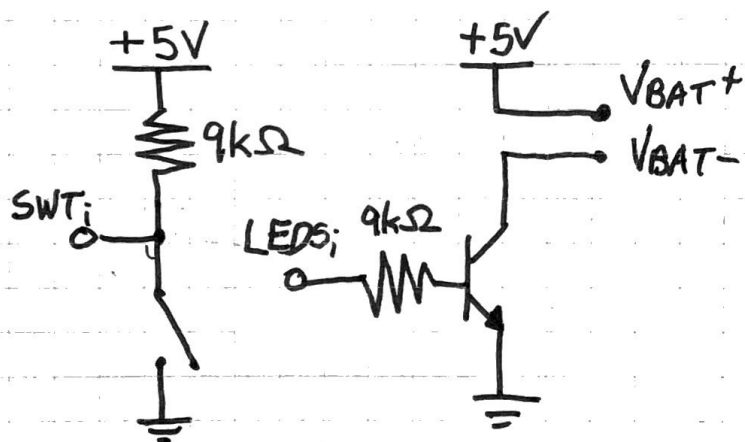 +5V
9kΩ
SWTi
+5V
VBAT+
VBAT-
LEDSi
9kΩ